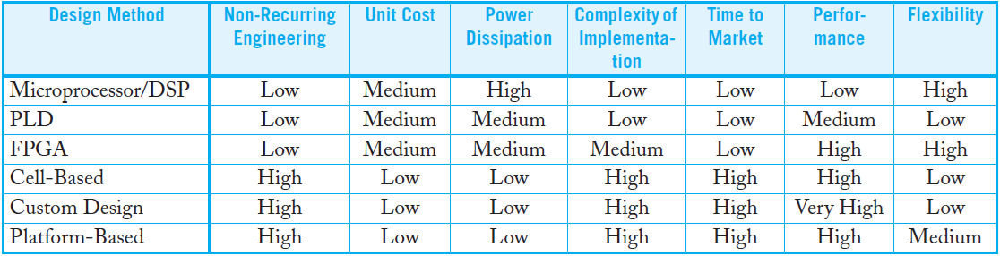 Design Method Non-Recurring Unit Cost Power Complexity of Time to Perfor- Flexibility
Engineering Dissipation Implementa- Market mance
tion
Microprocessor/DSP Low Medium High Low Low Low High
PLD Low Medium Medium Low Low Medium Low
FPGA Low Medium Medium Medium Low High High
Cell-Based High Low Low High High High Low
Custom Design High Low Low High High Very High Low
Platform-Based High Low Low High High High Medium